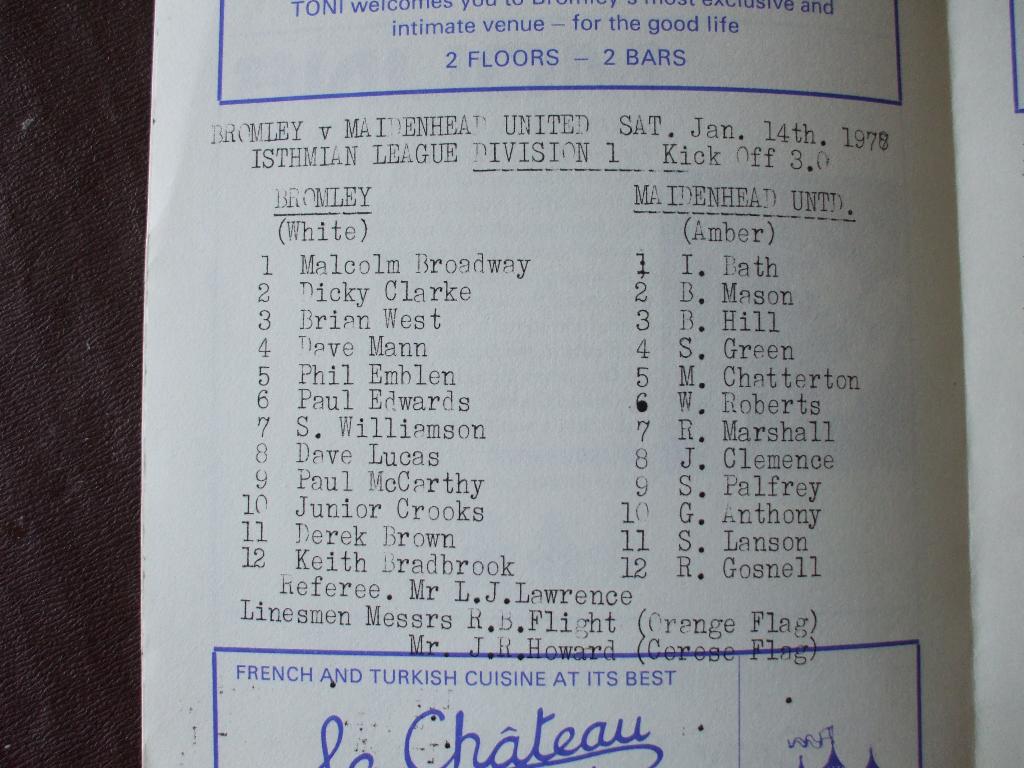 TONI welcomes you to Bromley's most exclusive and
intimate venue – for the good life
2 FLOORS – 2 BARS
BROMLEY v MAIDENHEAD UNITED SAT. Jan. 14th. 1978
ISTHMIAN LEAGUE DIVISION 1 Kick Off 3.0
BROMLEY MAIDENHEAD UNTD.
(White) (Amber)
1 Malcolm Broadway 1 I. Bath
2 Dicky Clarke 2 B. Mason
3 Brian West 3 B. Hill
4 Dave Mann 4 S. Green
5 Phil Emblen 5 M. Chatterton
6 Paul Edwards 6 W. Roberts
7 S. Williamson 7 R. Marshall
8 Dave Lucas 8 J. Clemence
9 Paul McCarthy 9 S. Palfrey
10 Junior Crooks 10 G. Anthony
11 Derek Brown 11 S. Lanson
12 Keith Bradbrook 12 R. Gosnell
Referee. Mr L.J.Lawrence
Linesmen Messrs R.B.Flight (Orange Flag)
Mr. J.R.Howard (Cerese Flag)
FRENCH AND TURKISH CUISINE AT ITS BEST
le Château